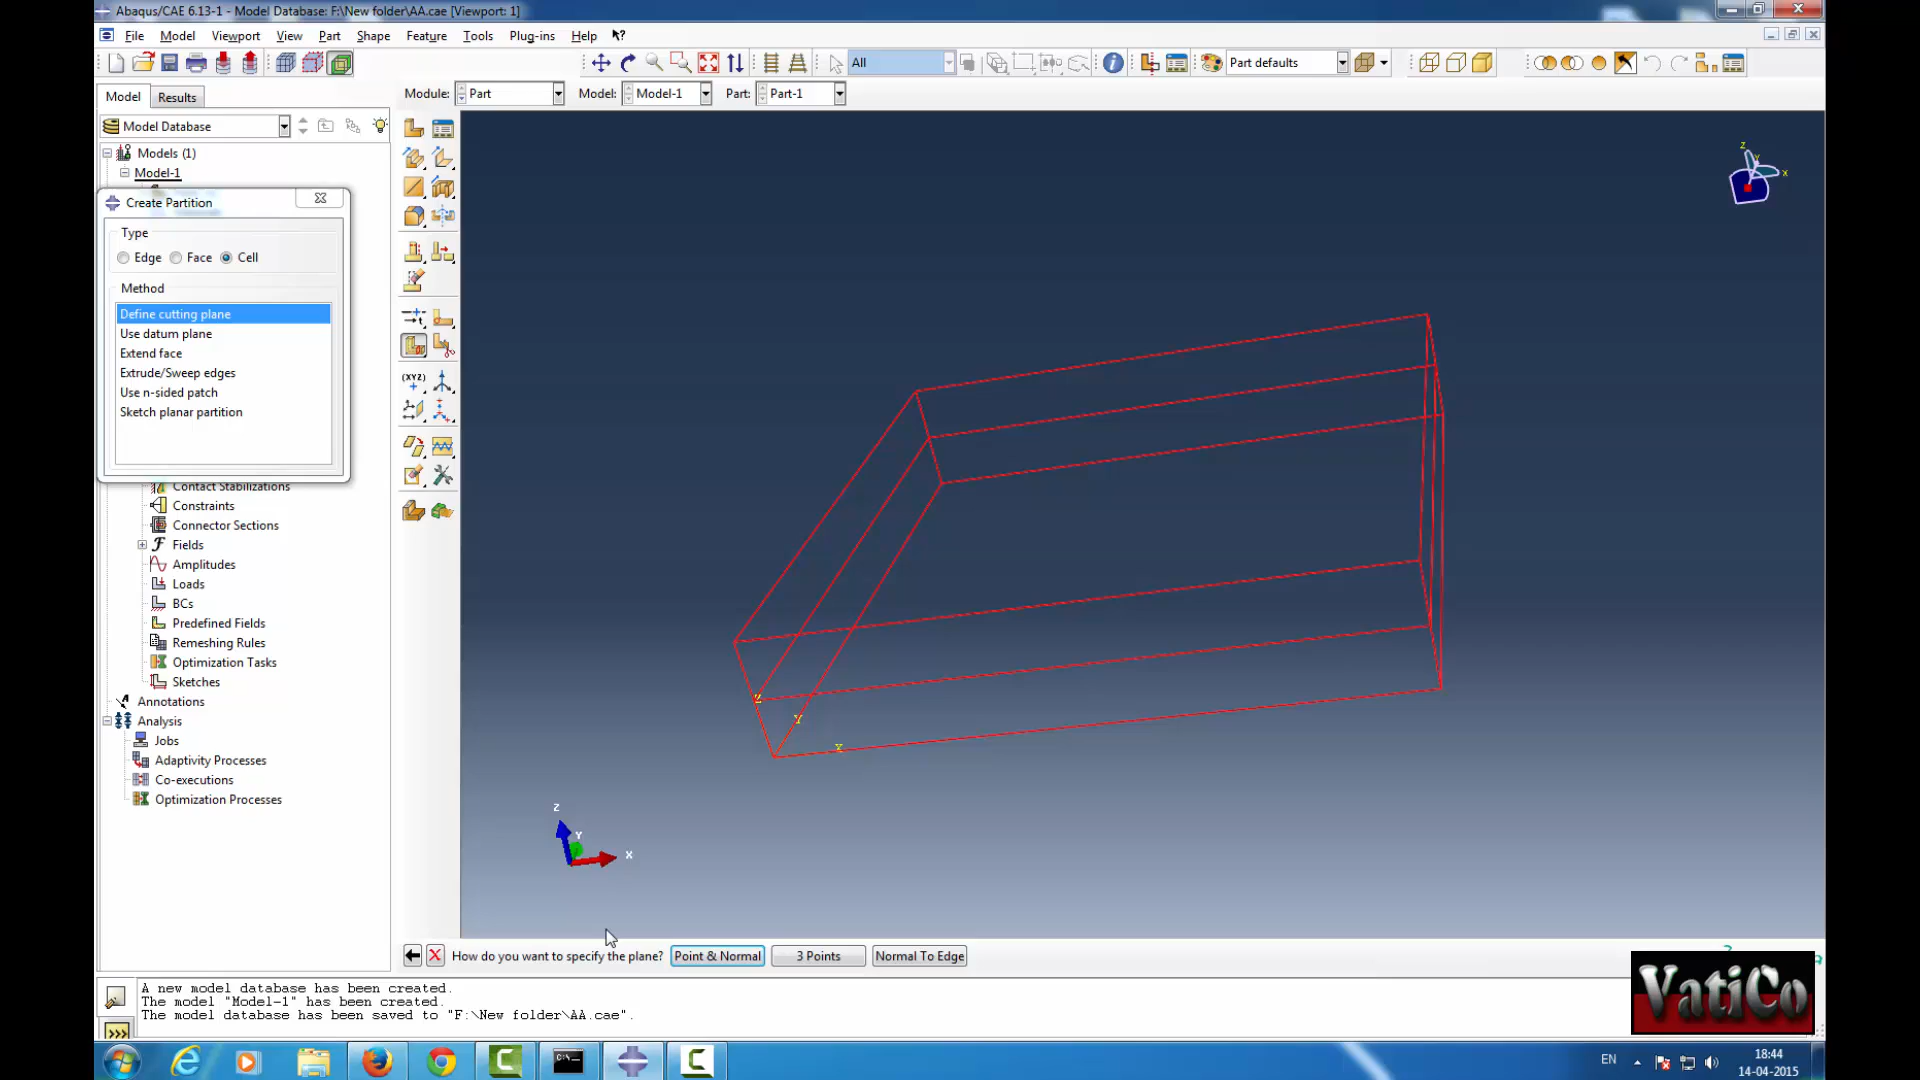 Abaqus/CAE 6.13-1 - Model Database: F:\New folder\AA.cae [Viewport: 1]
File Model Viewport View Part Shape Feature Tools Plug-ins Help
All
Part defaults
Model Results
Module: Part Model: Model-1 Part: Part-1
Model Database
Models (1)
Model-1
Create Partition
Type
Edge Face Cell
Method
Define cutting plane
Use datum plane
Extend face
Extrude/Sweep edges
Use n-sided patch
Sketch planar partition
Contact Stabilizations
Constraints
Connector Sections
Fields
Amplitudes
Loads
BCs
Predefined Fields
Remeshing Rules
Optimization Tasks
Sketches
Annotations
Analysis
Jobs
Adaptivity Processes
Co-executions
Optimization Processes
(XYZ)
Z
Y
X
Z
Y
X
Z
Y
X
How do you want to specify the plane? Point & Normal 3 Points Normal To Edge
A new model database has been created.
The model "Model-1" has been created.
The model database has been saved to "F:\New folder\AA.cae".
>>>
VatiCo
C:\
EN
18:44
14-04-2015